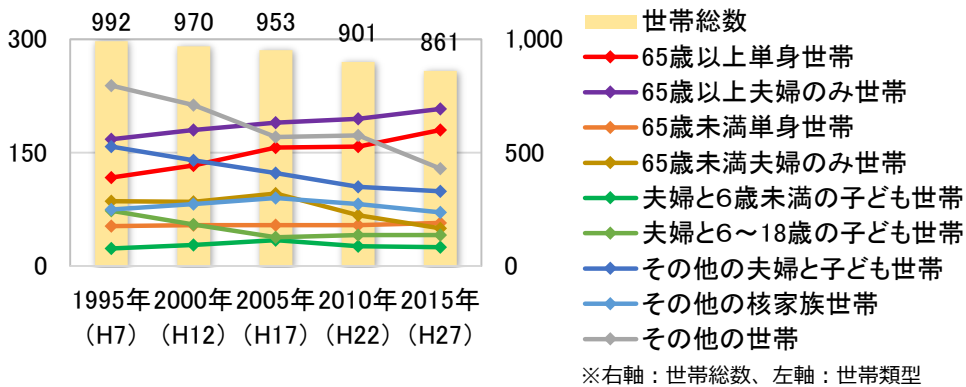 992 970 953 901 861
300 1,000
150 500
0 0
1995年 2000年 2005年 2010年 2015年
(H7) (H12) (H17) (H22) (H27)
世帯総数
65歳以上単身世帯
65歳以上夫婦のみ世帯
65歳未満単身世帯
65歳未満夫婦のみ世帯
夫婦と6歳未満の子ども世帯
夫婦と6~18歳の子ども世帯
その他の夫婦と子ども世帯
その他の核家族世帯
その他の世帯
※右軸:世帯総数、左軸:世帯類型